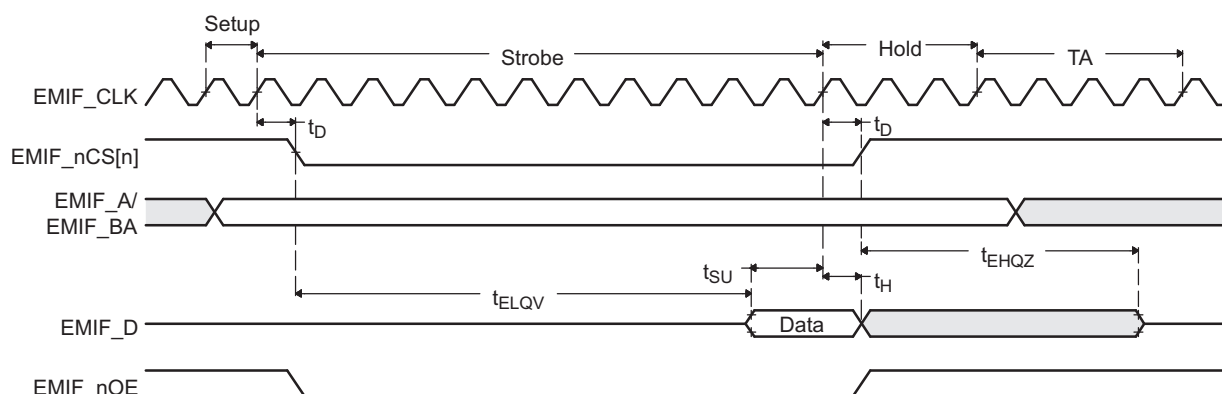 Setup
Strobe
Hold
TA
EMIF_CLK
tD
tD
EMIF_nCS[n]
EMIF_A/
EMIF_BA
tSU
tH
tEHQZ
tELQV
EMIF_D
Data
EMIF_nOE